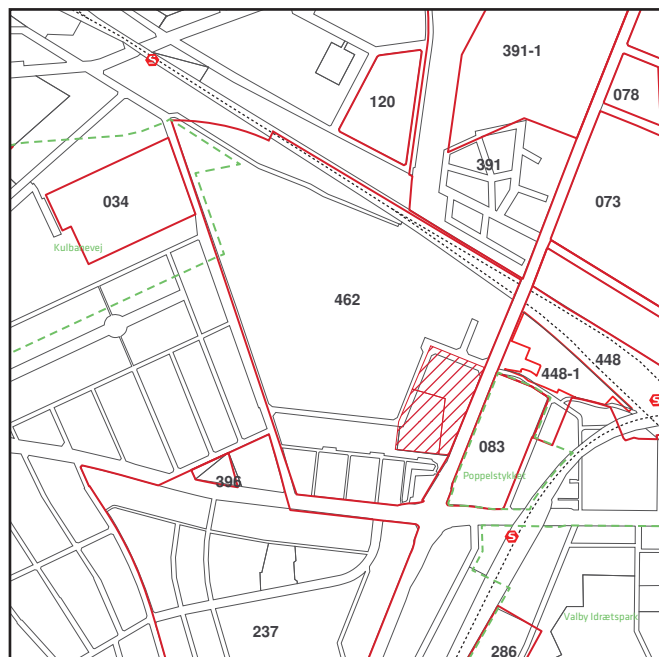 391-1
S
078
120
391
034
073
Kulbanevej
462
448
448-1
S
083
396
Poppelstykket
S
Valby Idrætspark
237
286